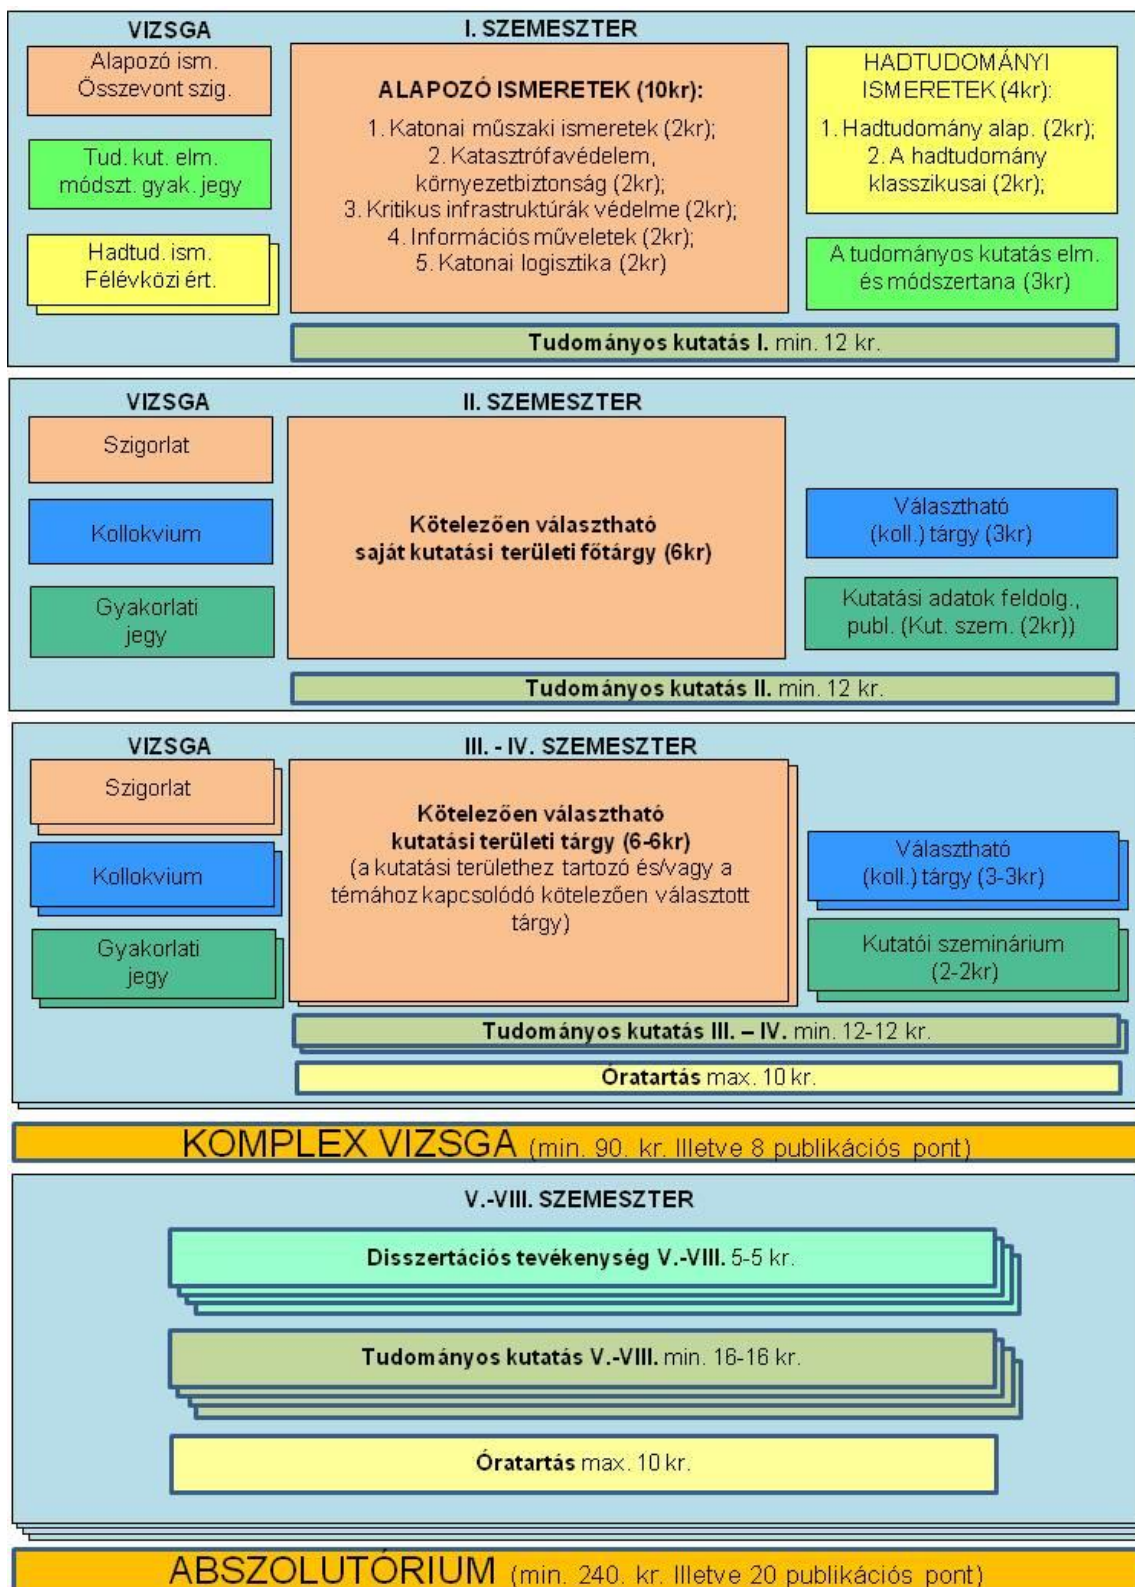 VIZSGA
Alapozó ism.
Összevont szig.
Tud. kut. elm.
módszt. gyak. jegy
Hadtud. ism.
Félévközi ért.
I. SZEMESZTER
ALAPOZÓ ISMERETEK (10kr):
1. Katonai műszaki ismeretek (2kr);
2. Katasztrófavédelem,
környezetbiztonság (2kr);
3. Kritikus infrastruktúrák védelme (2kr);
4. Információs műveletek (2kr);
5. Katonai logisztika (2kr)
HADTUDOMÁNYI
ISMERETEK (4kr):
1. Hadtudomány alap. (2kr);
2. A hadtudomány
klasszikusai (2kr);
A tudományos kutatás elm.
és módszertana (3kr)
Tudományos kutatás I. min. 12 kr.
VIZSGA
Szigorlat
Kollokvium
Gyakorlati
jegy
II. SZEMESZTER
Kötelezően választható
saját kutatási területi főtárgy (6kr)
Választható
(koll.) tárgy (3kr)
Kutatási adatok feldolg.,
publ. (Kut. szem. (2kr))
Tudományos kutatás II. min. 12 kr.
VIZSGA
Szigorlat
Kollokvium
Gyakorlati
jegy
III. - IV. SZEMESZTER
Kötelezően választható
kutatási területi tárgy (6-6kr)
(a kutatási területhez tartozó és/vagy a
témához kapcsolódó kötelezően választott
tárgy)
Választható
(koll.) tárgy (3-3kr)
Kutatói szeminárium
(2-2kr)
Tudományos kutatás III. – IV. min. 12-12 kr.
Óratartás max. 10 kr.
KOMPLEX VIZSGA (min. 90. kr. Illetve 8 publikációs pont)
V.-VIII. SZEMESZTER
Disszertációs tevékenység V.-VIII. 5-5 kr.
Tudományos kutatás V.-VIII. min. 16-16 kr.
Óratartás max. 10 kr.
ABSZOLUTÓRIUM (min. 240. kr. Illetve 20 publikációs pont)